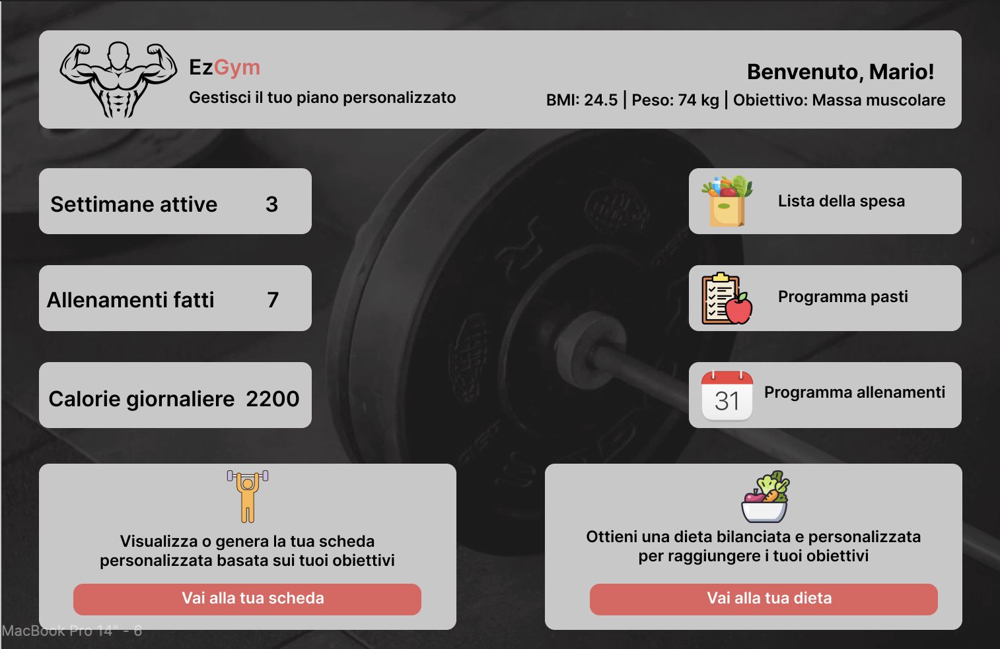 EzGym
Gestisci il tuo piano personalizzato
Benvenuto, Mario!
BMI: 24.5 | Peso: 74 kg | Obiettivo: Massa muscolare
Settimane attive 3
Lista della spesa
Allenamenti fatti 7
Programma pasti
Calorie giornaliere 2200
31
Programma allenamenti
Visualizza o genera la tua scheda
personalizzata basata sui tuoi obiettivi
Vai alla tua scheda
Ottieni una dieta bilanciata e personalizzata
per raggiungere i tuoi obiettivi
Vai alla tua dieta
MacBook Pro 14" - 6